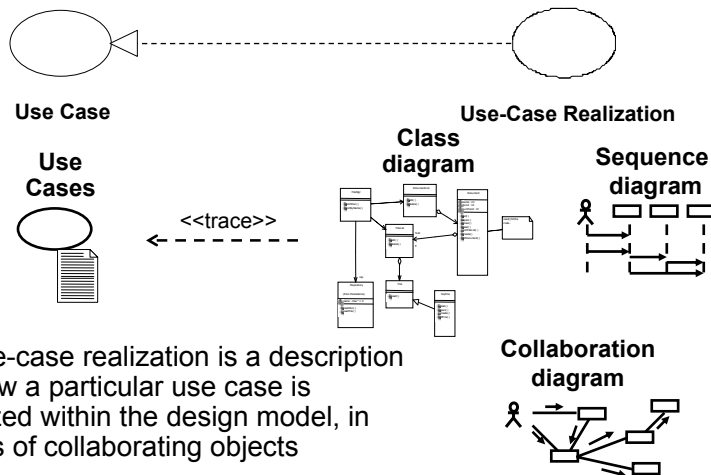 Use Case
Use-Case Realization
Class
diagram
Use
Cases
Sequence
diagram
<<trace>>
e-case realization is a description
w a particular use case is
zed within the design model, in
s of collaborating objects
Collaboration
diagram